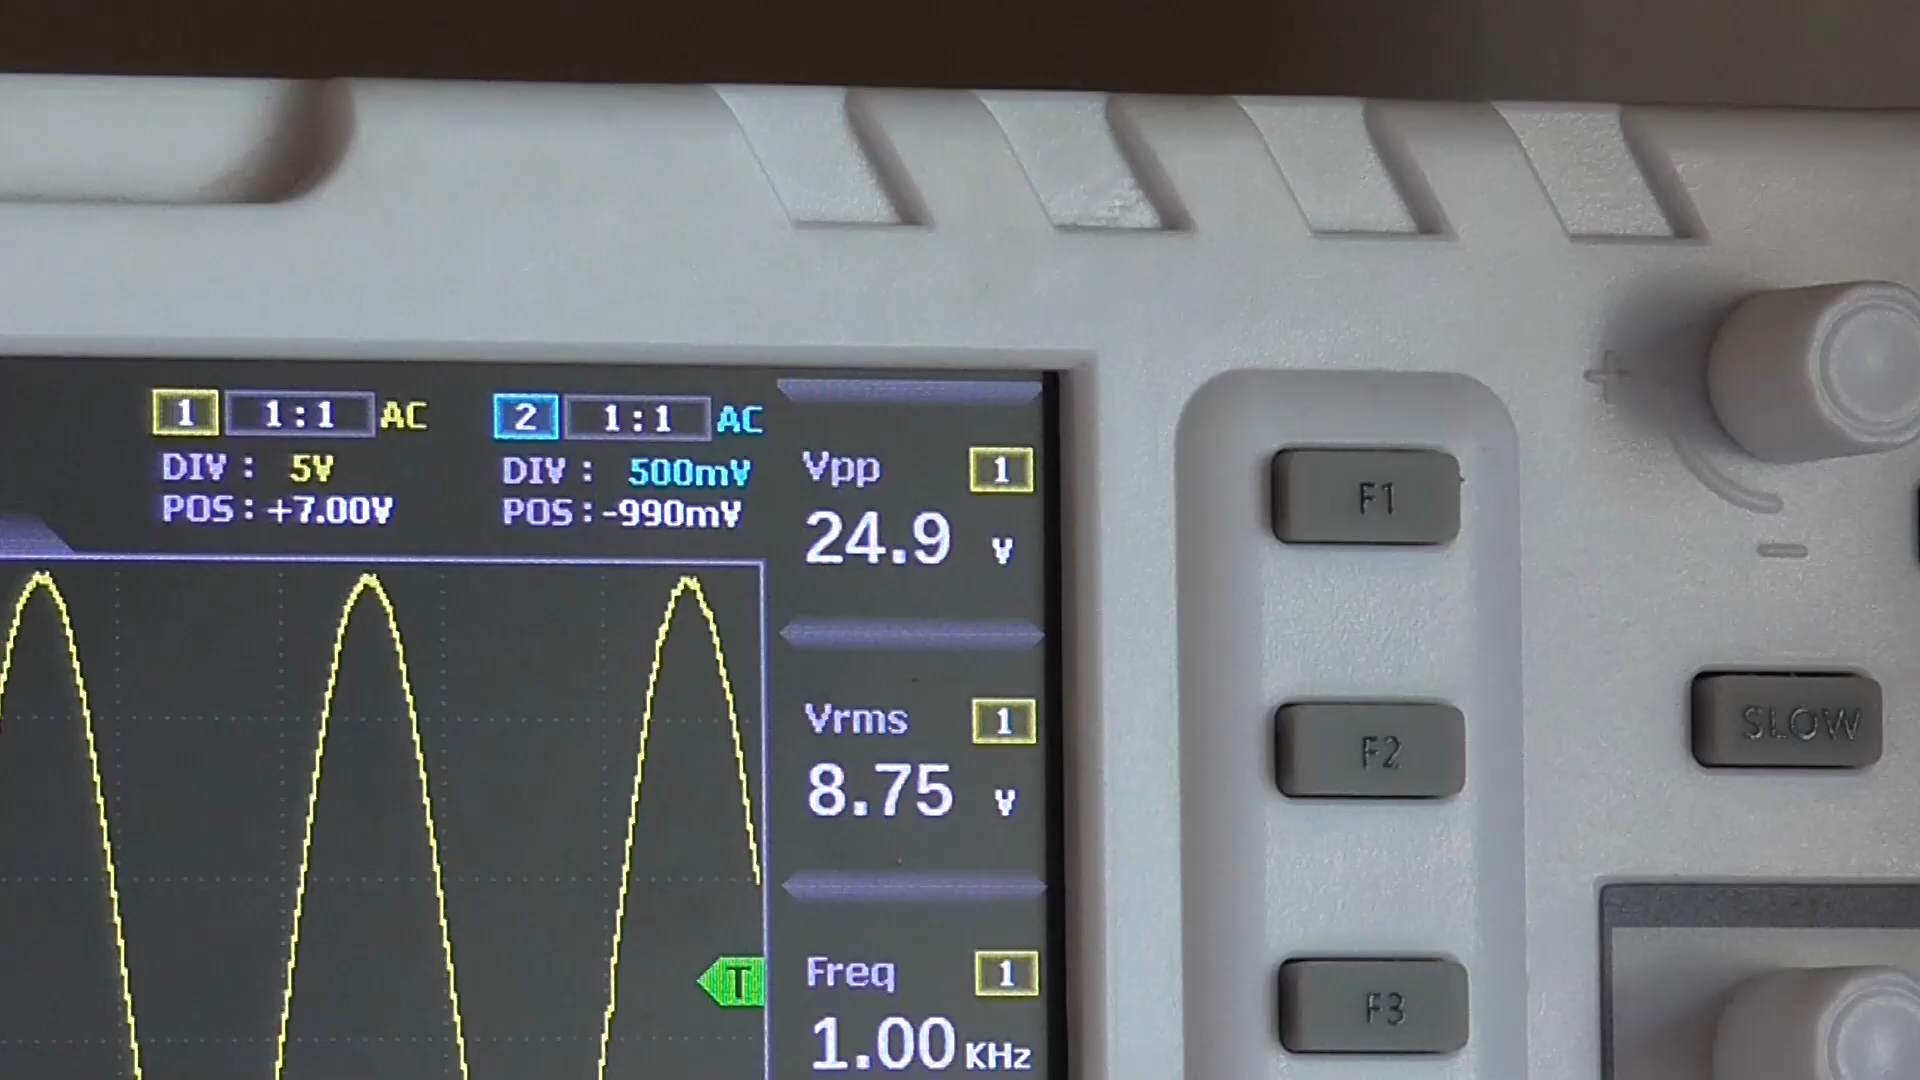 1 1:1 AC
DIV: 5V
POS:+7.00V
2 1:1 AC
DIV: 500mV
POS:-990mV
Vpp 1
24.9 V
Vrms 1
8.75 V
Freq 1
1.00 KHz
T
F1
F2
F3
+
-
SLOW